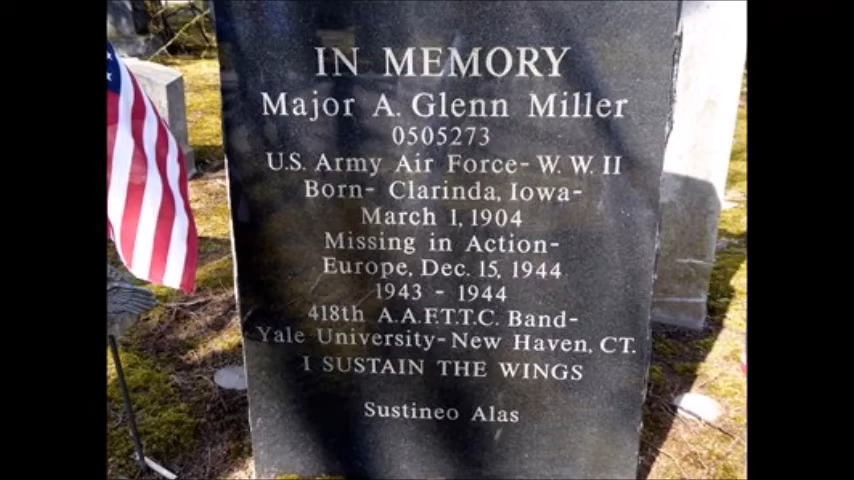 IN MEMORY
Major A. Glenn Miller
0505273
U.S. Army Air Force- W. W. II
Born- Clarinda, Iowa-
March 1, 1904
Missing in Action-
Europe, Dec. 15, 1944
1943 - 1944
418th A.A.F.T.T.C. Band-
Yale University-New Haven, CT.
I SUSTAIN THE WINGS
Sustineo Alas